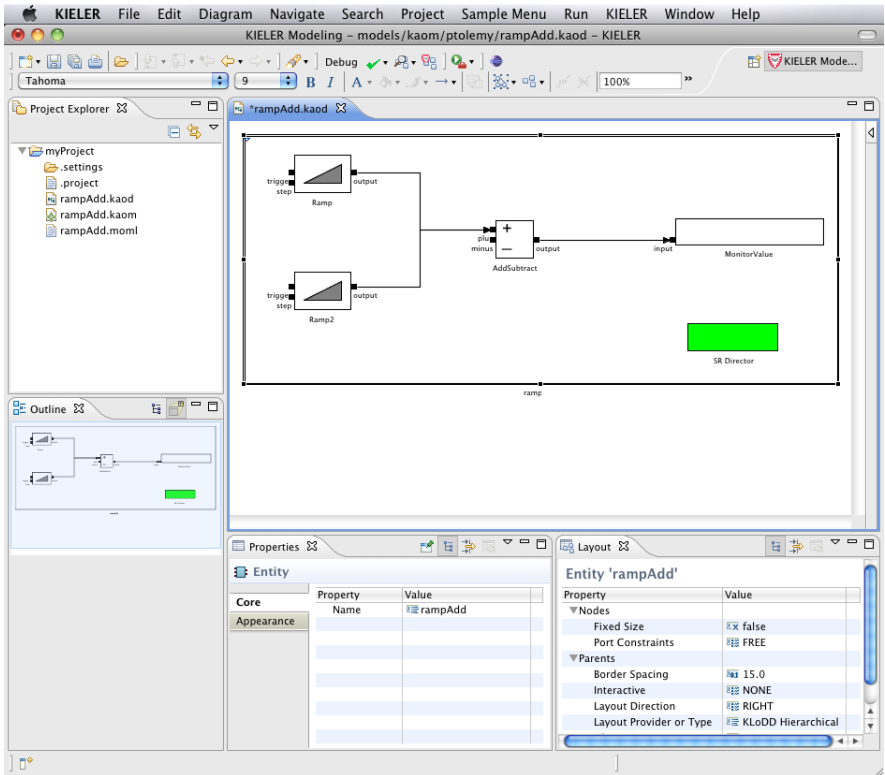 KIELER File Edit Diagram Navigate Search Project Sample Menu Run KIELER Window Help
KIELER Modeling - models/kaom/ptolemy/rampAdd.kaod - KIELER
Debug
KIELER Mode...
Tahoma 9 B I A 100% »
Project Explorer
*rampAdd.kaod
myProject
.settings
.project
rampAdd.kaod
rampAdd.kaom
rampAdd.moml
trigge
step
output
Ramp
plu
minus
+
−
output
AddSubtract
input
MonitorValue
trigge
step
output
Ramp2
SR Director
ramp
Outline
Properties
Entity
Core
Appearance
Property Value
Name rampAdd
Layout
Entity 'rampAdd'
Property Value
Nodes
Fixed Size false
Port Constraints FREE
Parents
Border Spacing 15.0
Interactive NONE
Layout Direction RIGHT
Layout Provider or Type KLoDD Hierarchical